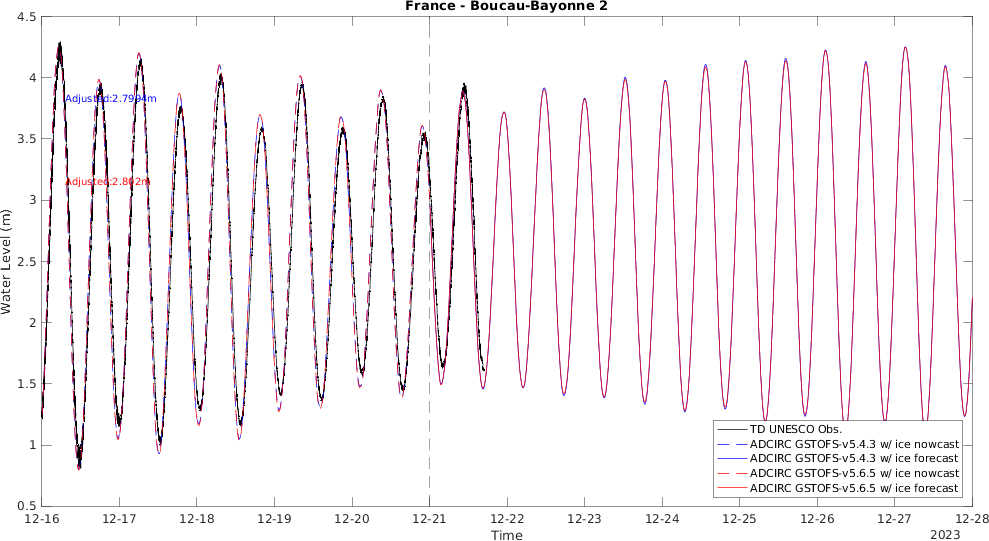 France - Boucau-Bayonne 2
4.5
4
3.5
3
2.5
2
1.5
1
0.5
Water Level (m)
Adjusted:2.7994m
Adjusted:2.802m
TD UNESCO Obs.
ADCIRC GSTOFS-v5.4.3 w/ ice nowcast
ADCIRC GSTOFS-v5.4.3 w/ ice forecast
ADCIRC GSTOFS-v5.6.5 w/ ice nowcast
ADCIRC GSTOFS-v5.6.5 w/ ice forecast
12-16 12-17 12-18 12-19 12-20 12-21 12-22 12-23 12-24 12-25 12-26 12-27 12-28
Time
2023